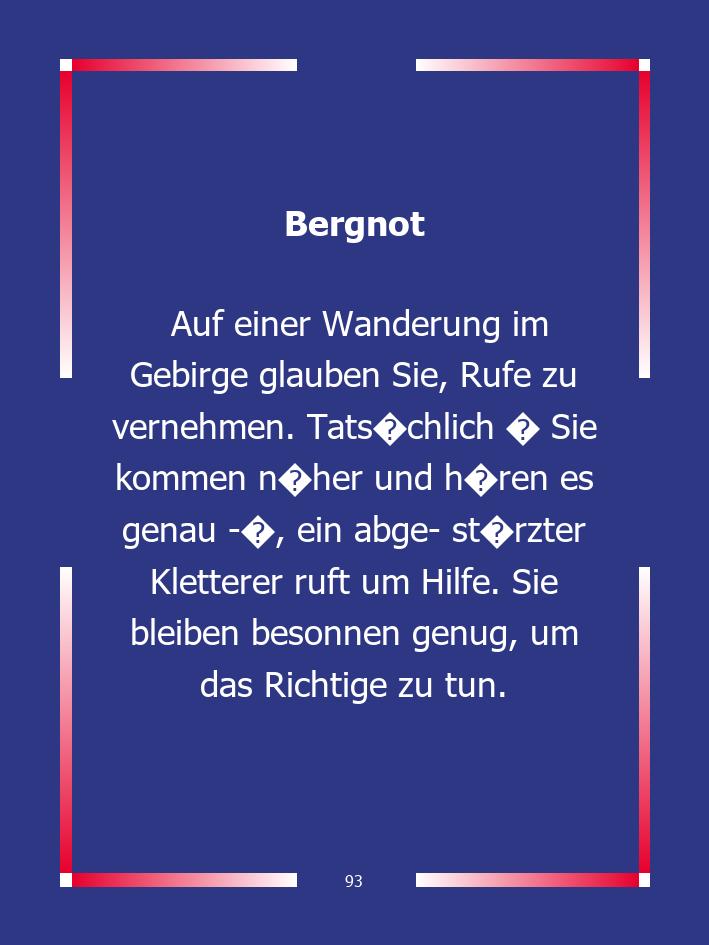 Bergnot
Auf einer Wanderung im
Gebirge glauben Sie, Rufe zu
vernehmen. Tats�chlich � Sie
kommen n�her und h�ren es
genau -�, ein abge- st�rzter
Kletterer ruft um Hilfe. Sie
bleiben besonnen genug, um
das Richtige zu tun.
93